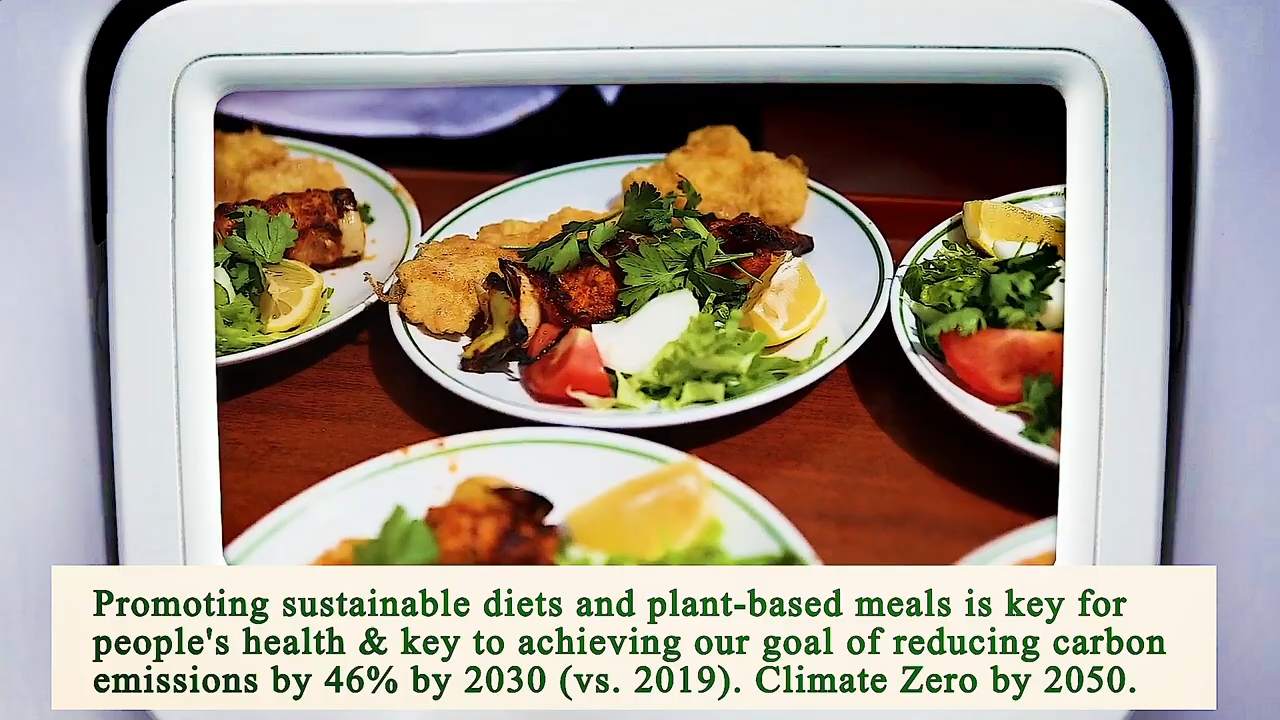 Promoting sustainable diets and plant-based meals is key for
people's health & key to achieving our goal of reducing carbon
emissions by 46% by 2030 (vs. 2019). Climate Zero by 2050.